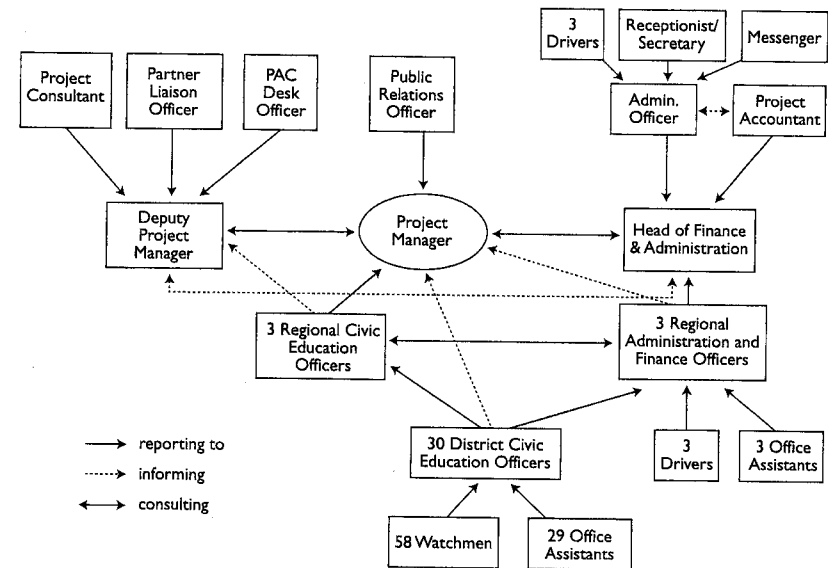 3
Drivers
Receptionist/
Secretary
Messenger
Project
Consultant
Partner
Liaison
Officer
PAC
Desk
Officer
Public
Relations
Officer
Admin.
Officer
Project
Accountant
Deputy
Project
Manager
Project
Manager
Head of Finance
& Administration
3 Regional Civic
Education
Officers
3 Regional
Administration and
Finance Officers
30 District Civic
Education Officers
3
Drivers
3 Office
Assistants
58 Watchmen
29 Office
Assistants
reporting to
informing
consulting